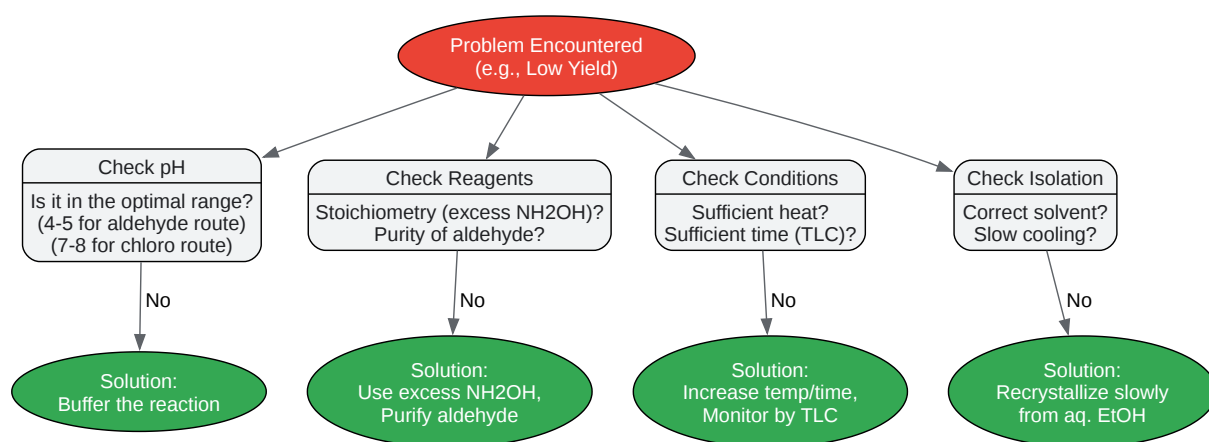 Problem Encountered
(e.g., Low Yield)
Check pH
Is it in the optimal range?
(4-5 for aldehyde route)
(7-8 for chloro route)
Check Reagents
Stoichiometry (excess NH2OH)?
Purity of aldehyde?
Check Conditions
Sufficient heat?
Sufficient time (TLC)?
Check Isolation
Correct solvent?
Slow cooling?
No
No
No
No
Solution:
Buffer the reaction
Solution:
Use excess NH2OH,
Purify aldehyde
Solution:
Increase temp/time,
Monitor by TLC
Solution:
Recrystallize slowly
from aq. EtOH